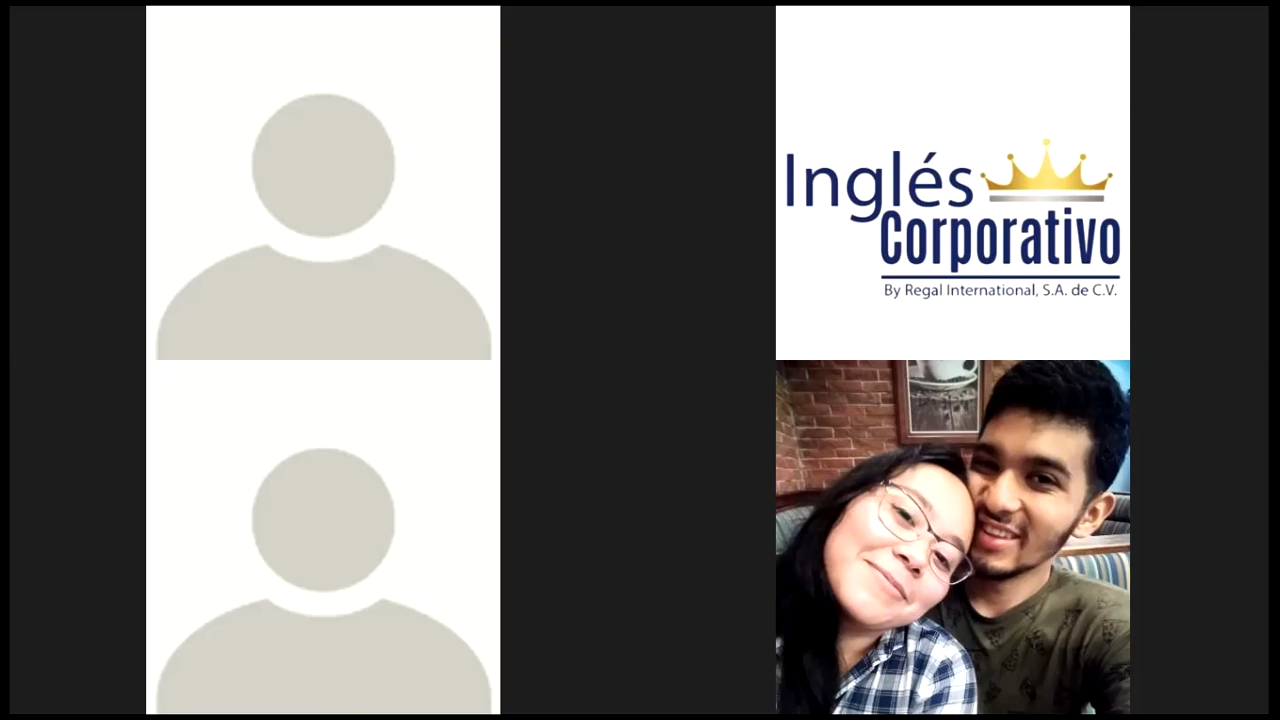 Inglés
Corporativo
By Regal International, S.A. de C.V.